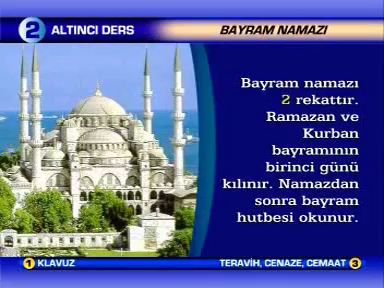 2 ALTINCI DERS
BAYRAM NAMAZI
Bayram namazı
2 rekattır.
Ramazan ve
Kurban
bayramının
birinci günü
kılınır. Namazdan
sonra bayram
hutbesi okunur.
1 KLAVUZ
TERAVİH, CENAZE, CEMAAT 3